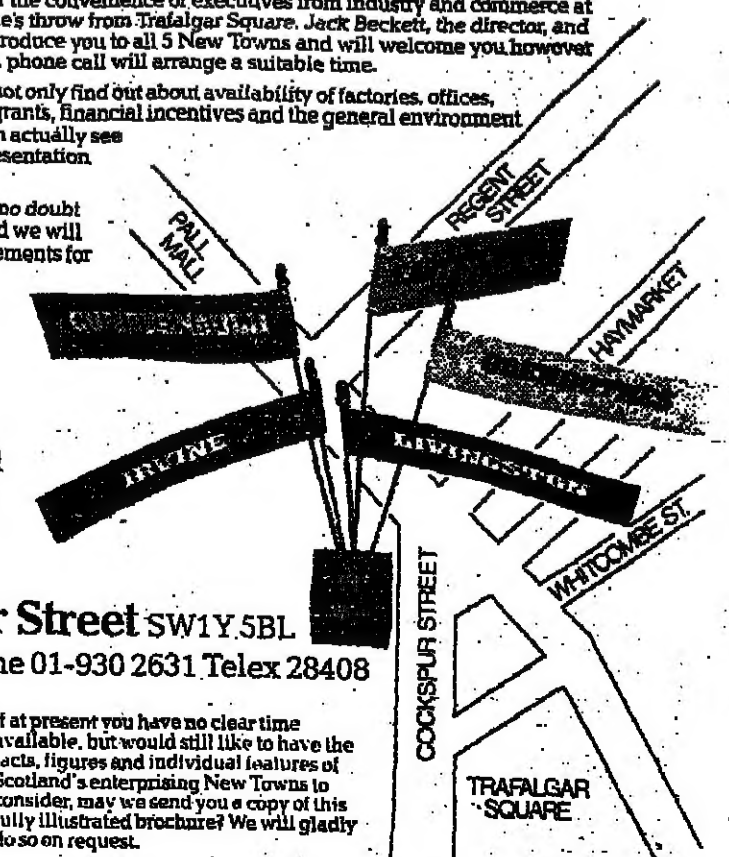 the convenience of executives from industry and commerce at
e's throw from Trafalgar Square. Jack Beckett, the director, and
roduce you to all 5 New Towns and will welcome you however
phone call will arrange a suitable time.
not only find out about availability of factories, offices,
grants, financial incentives and the general environment
n actually see
esentation
no doubt
d we will
ements for
PALL
MALL
REGENT
STREET
HAYMARKET
IRVINE
LIVINGSTON
WHITCOMBE ST.
COCKSPUR STREET
r Street SW1Y 5BL
ne 01-930 2631 Telex 28408
f at present you have no clear time
available, but would still like to have the
acts, figures and individual features of
Scotland's enterprising New Towns to
consider, may we send you a copy of this
fully illustrated brochure? We will gladly
do so on request.
TRAFALGAR
SQUARE